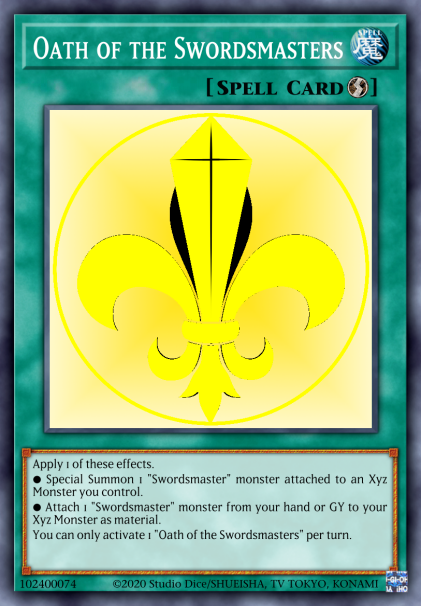 OATH OF THE SWORDSMASTERS
SPELL
魔
[SPELL CARD]
Apply 1 of these effects.
● Special Summon 1 "Swordsmaster" monster attached to an Xyz
Monster you control.
● Attach 1 "Swordsmaster" monster from your hand or GY to your
Xyz Monster as material.
You can only activate 1 "Oath of the Swordsmasters" per turn.
102400074 ©2020 Studio Dice/SHUEISHA, TV TOKYO, KONAMI